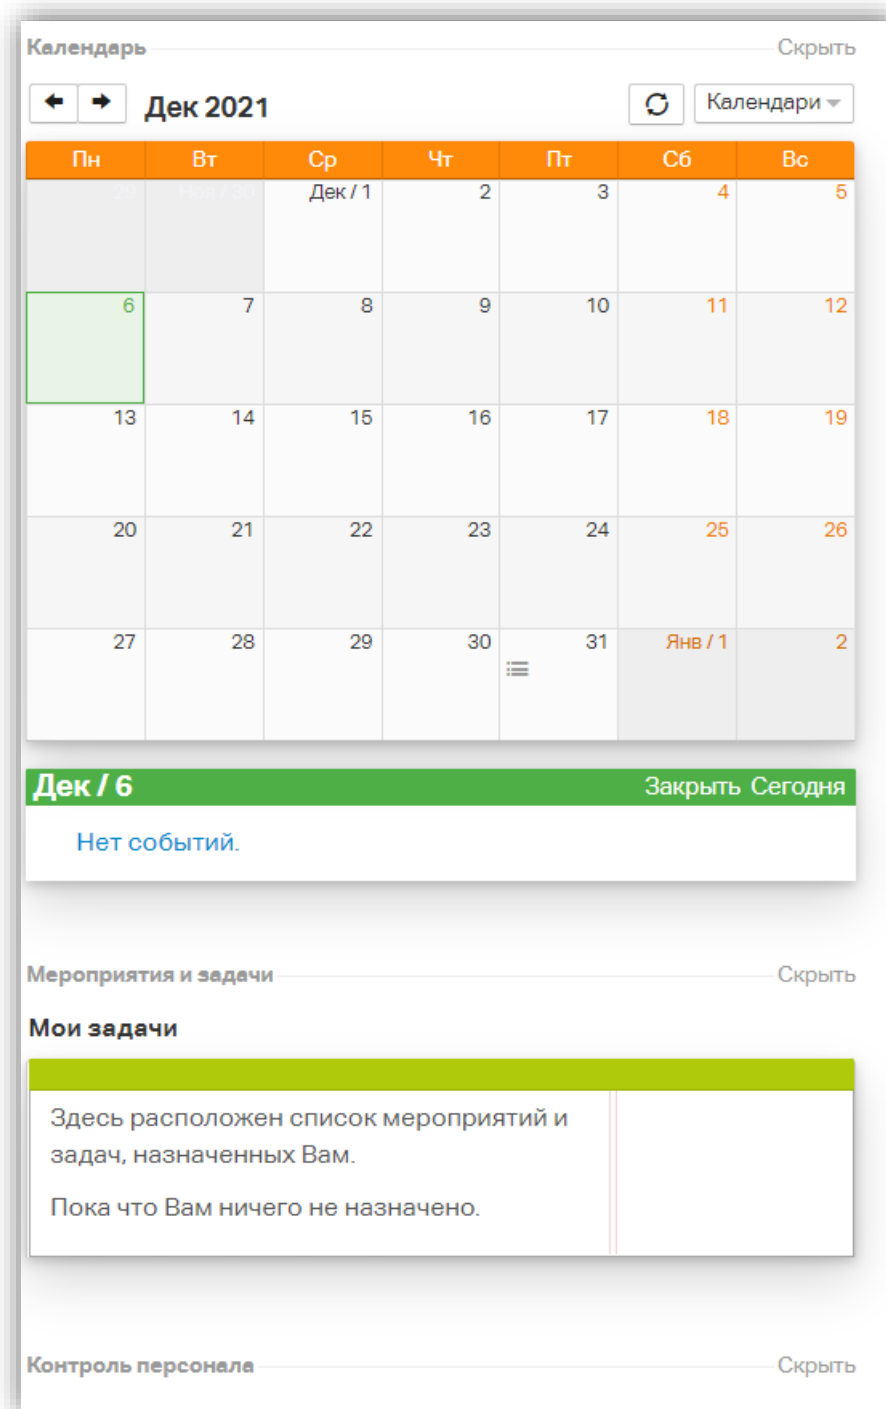 Календарь Скрыть
Дек 2021 Календари
Пн Вт Ср Чт Пт Сб Вс
29 Ноя / 30 Дек / 1 2 3 4 5
6 7 8 9 10 11 12
13 14 15 16 17 18 19
20 21 22 23 24 25 26
27 28 29 30 31 Янв / 1 2
Дек / 6 Закрыть Сегодня
Нет событий.
Мероприятия и задачи Скрыть
Мои задачи
Здесь расположен список мероприятий и
задач, назначенных Вам.
Пока что Вам ничего не назначено.
Контроль персонала Скрыть